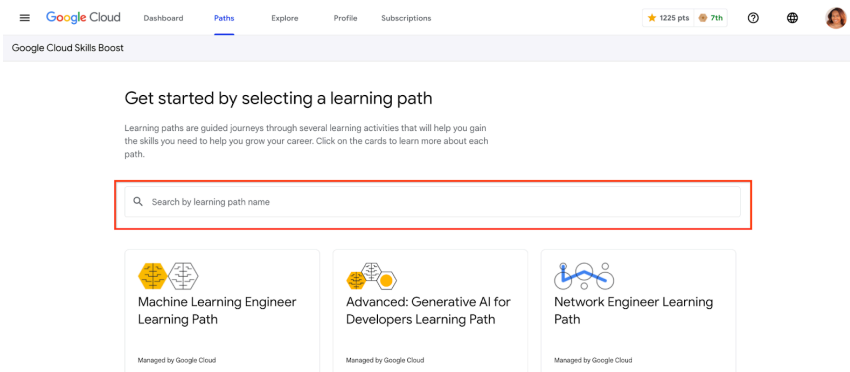 Google Cloud Dashboard Paths Explore Profile Subscriptions 1225 pts 7th
Google Cloud Skills Boost
Get started by selecting a learning path
Learning paths are guided journeys through several learning activities that will help you gain
the skills you need to help you grow your career. Click on the cards to learn more about each
path.
Search by learning path name
Machine Learning Engineer
Learning Path
Managed by Google Cloud
Advanced: Generative AI for
Developers Learning Path
Managed by Google Cloud
Network Engineer Learning
Path
Managed by Google Cloud